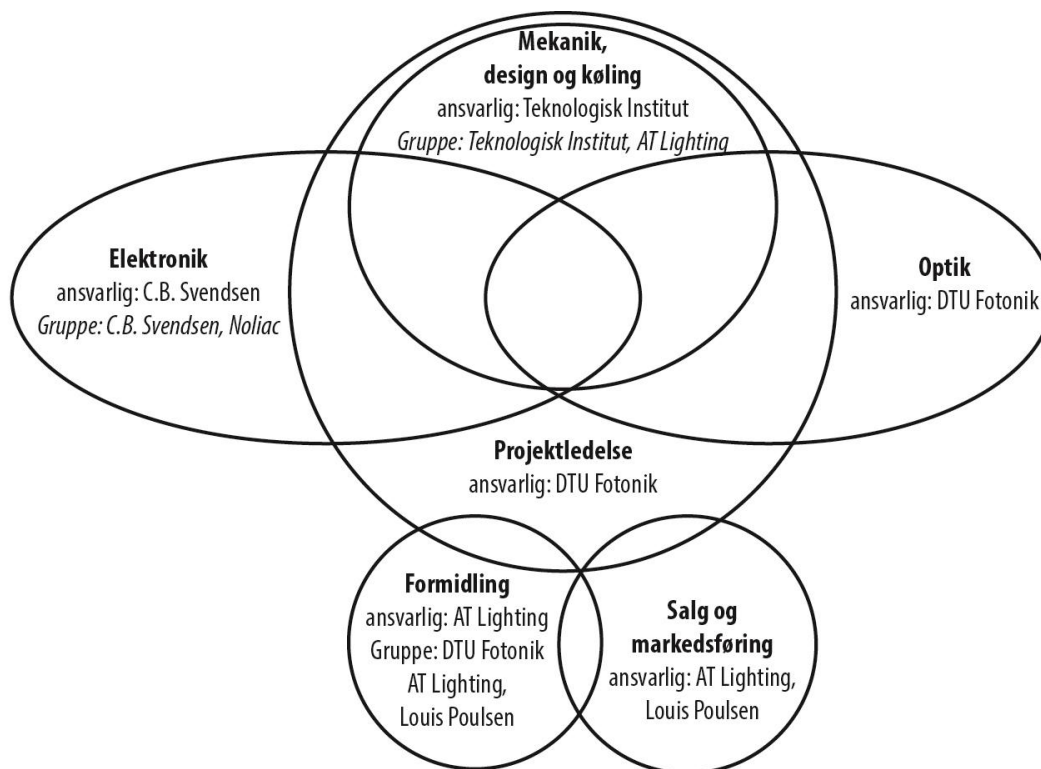 Mekanik,
design og køling
ansvarlig: Teknologisk Institut
Gruppe: Teknologisk Institut, AT Lighting
Elektronik
ansvarlig: C.B. Svendsen
Gruppe: C.B. Svendsen, Noliac
Optik
ansvarlig: DTU Fotonik
Projektledelse
ansvarlig: DTU Fotonik
Formidling
ansvarlig: AT Lighting
Gruppe: DTU Fotonik
AT Lighting,
Louis Poulsen
Salg og
markedsføring
ansvarlig: AT Lighting,
Louis Poulsen